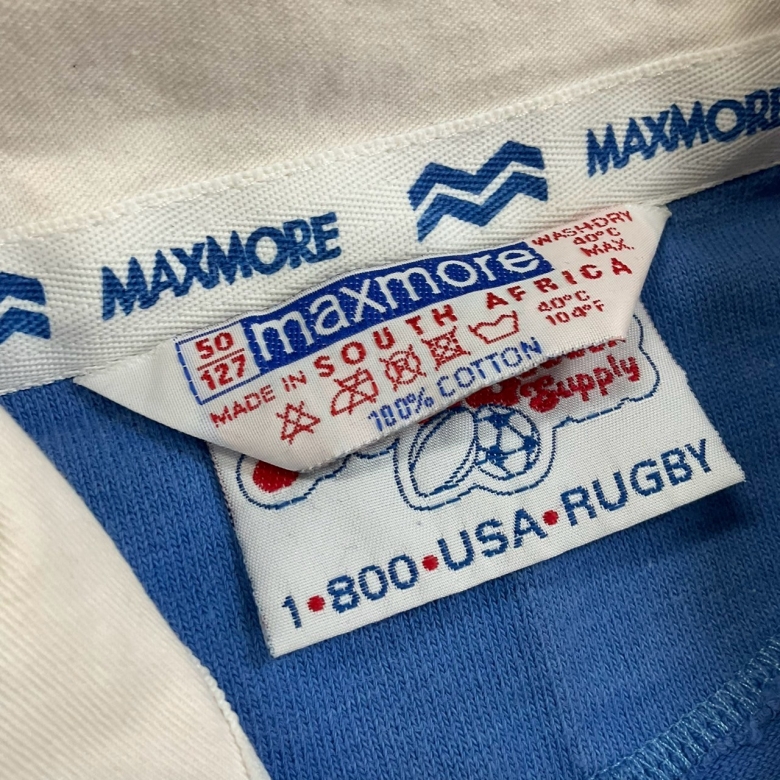 MAXMORE
MAXMORE
50
127
maxmore
WASH-DRY
40°C
MAX.
MADE IN SOUTH AFRICA
40°C
104°F
100% COTTON
Supply
1•800•USA•RUGBY